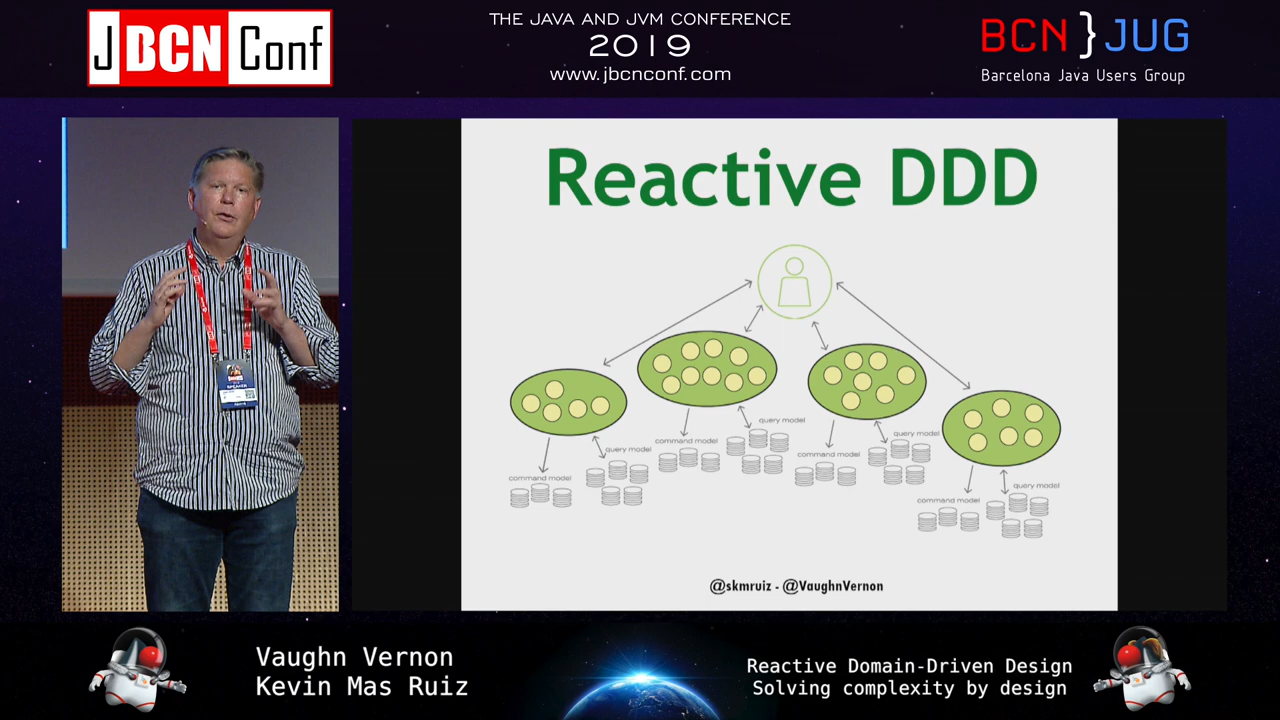 J BCN Conf
THE JAVA AND JVM CONFERENCE
2019
www.jbcnconf.com
BCN } JUG
Barcelona Java Users Group
Reactive DDD
query model
command model
query model
command model
query model
command model
query model
command model
@skmruiz - @VaughnVernon
SPEAKER
Vaughn Vernon
Kevin Mas Ruiz
Reactive Domain-Driven Design
Solving complexity by design